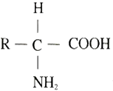 H
R – C – COOH
NH₂